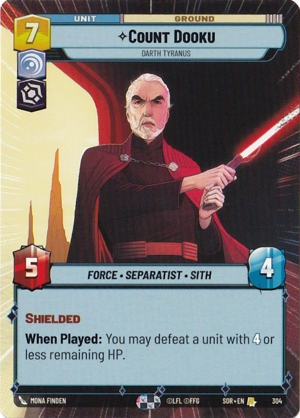 UNIT
GROUND
7
COUNT DOOKU
DARTH TYRANUS
5
4
FORCE • SEPARATIST • SITH
SHIELDED
When Played: You may defeat a unit with 4 or
less remaining HP.
MONA FINDEN
©LFL ©FFG
SOR • EN
304